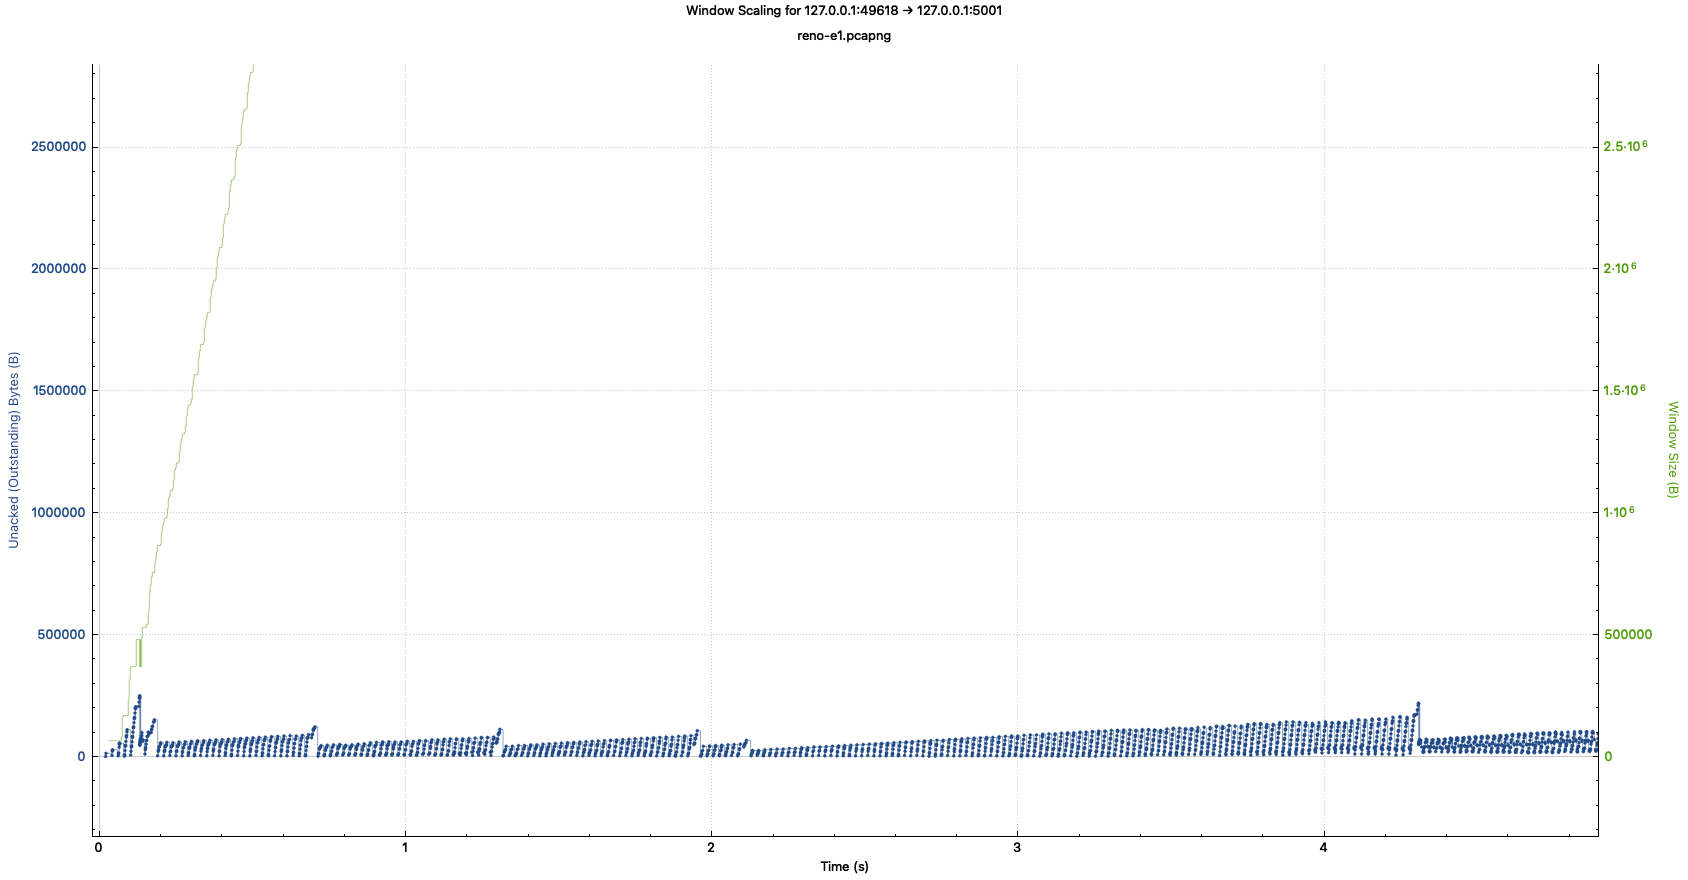 Window Scaling for 127.0.0.1:49618 → 127.0.0.1:5001
reno-e1.pcapng
Unacked (Outstanding) Bytes (B)
2500000
2000000
1500000
1000000
500000
0
2.5·10⁶
2·10⁶
1.5·10⁶
1·10⁶
500000
0
Window Size (B)
0 1 2 3 4
Time (s)